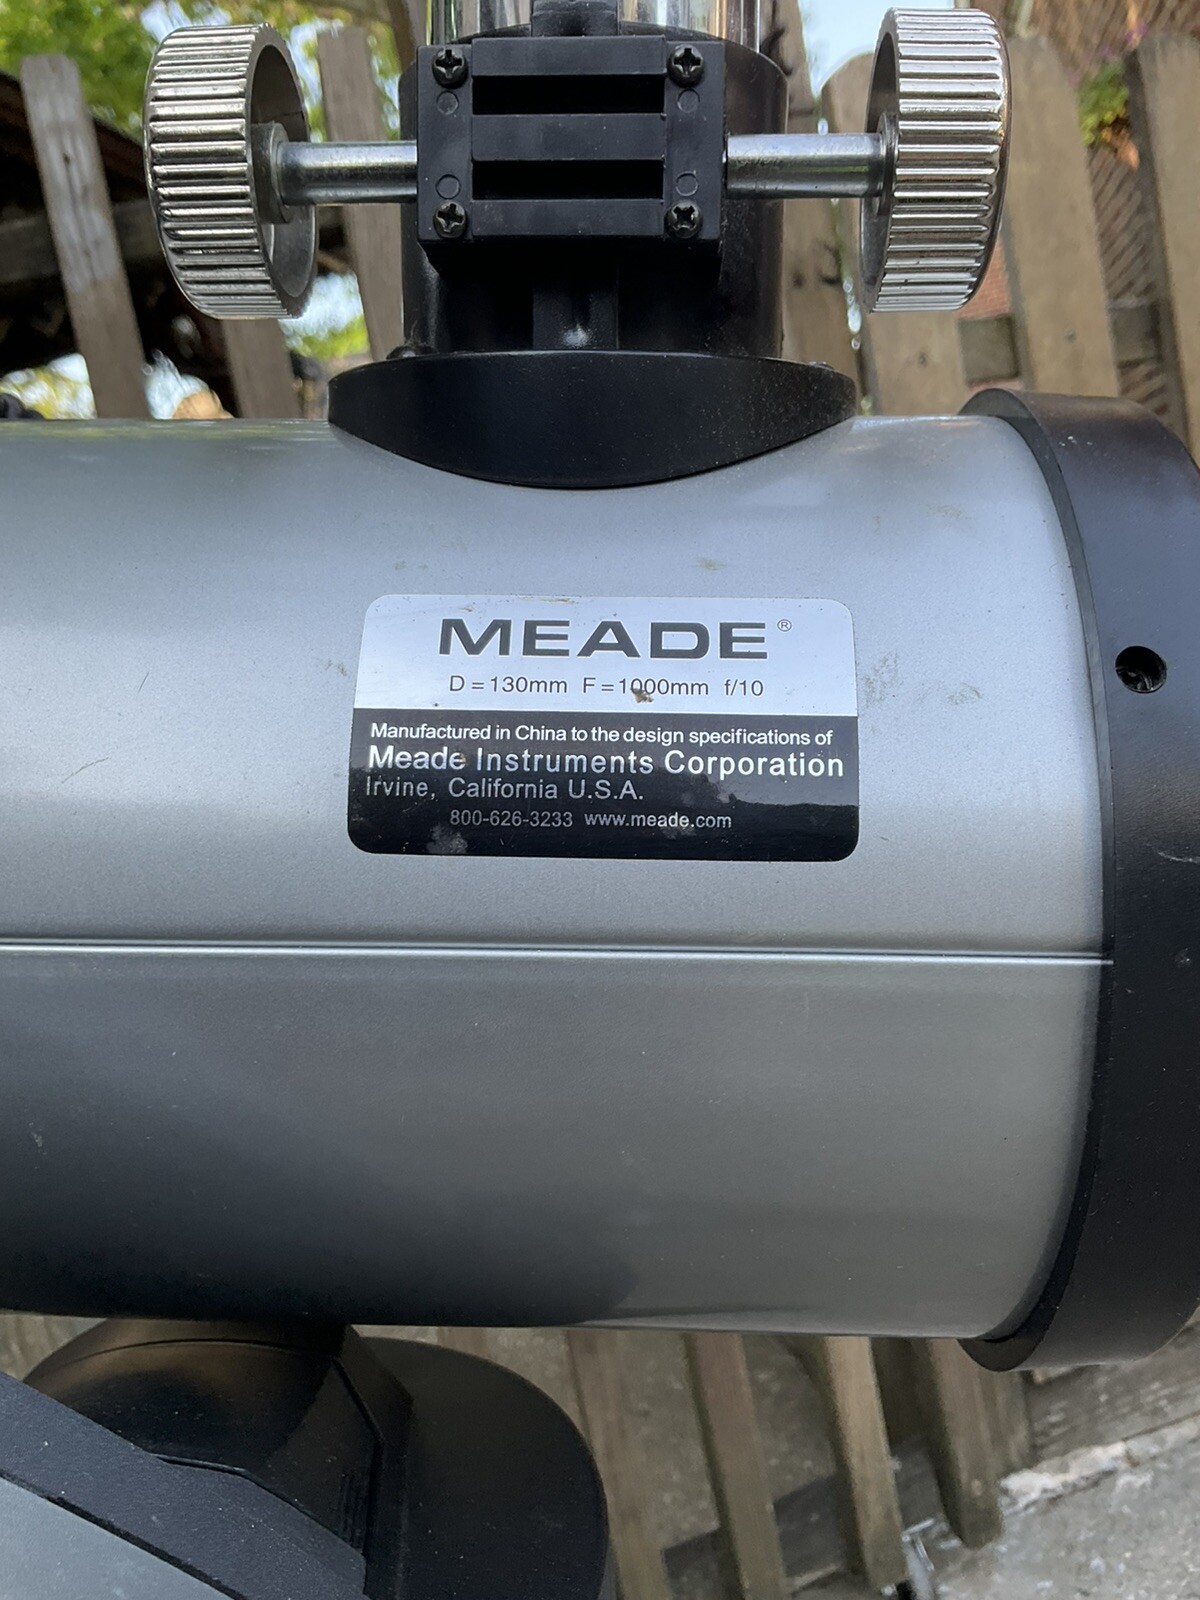 MEADE®
D=130mm F=1000mm f/10
Manufactured in China to the design specifications of
Meade Instruments Corporation
Irvine, California U.S.A.
800-626-3233 www.meade.com